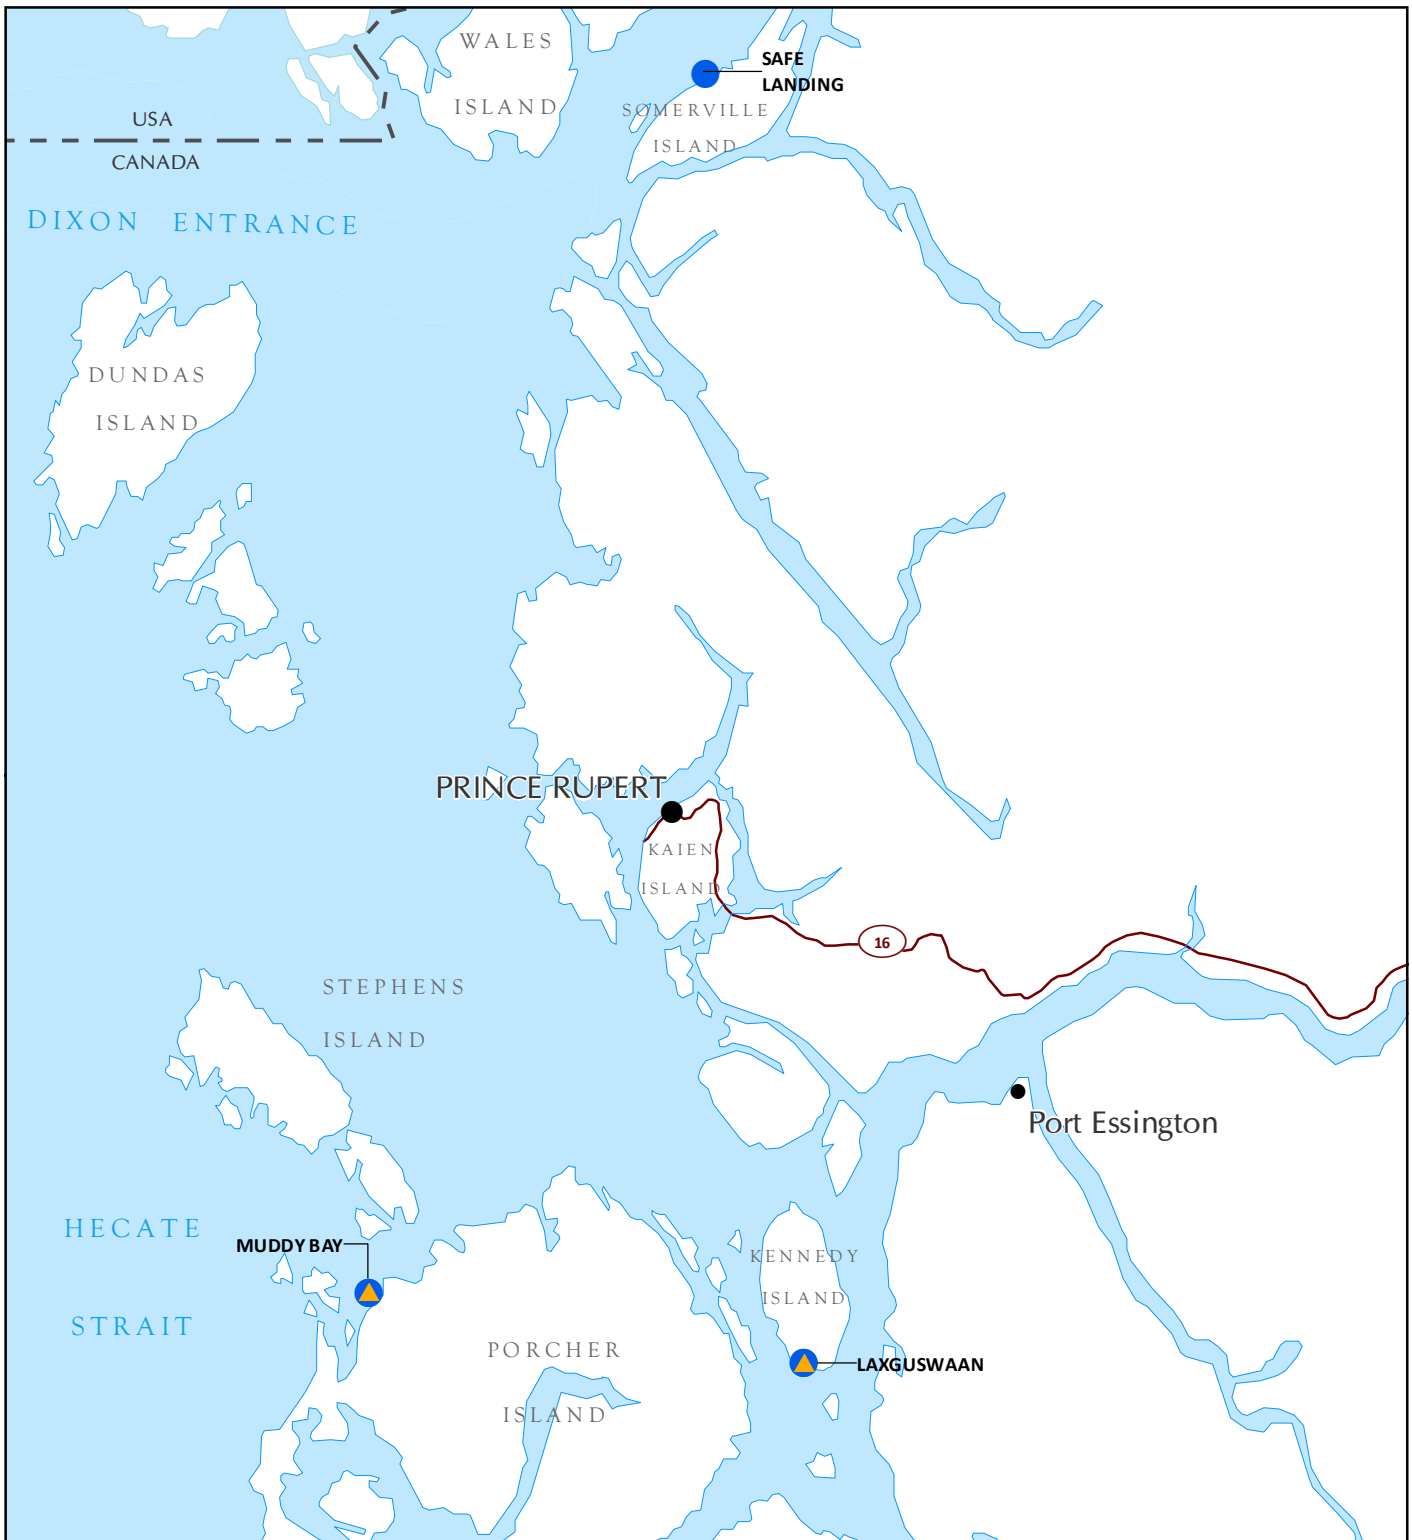 WALES
ISLAND
SAFE
LANDING
SOMERVILLE
ISLAND
USA
CANADA
DIXON ENTRANCE
DUNDAS
ISLAND
PRINCE RUPERT
KAIEN
ISLAND
16
STEPHENS
ISLAND
Port Essington
HECATE
STRAIT
MUDDY BAY
KENNEDY
ISLAND
PORCHER
ISLAND
LAXGUSWAAN